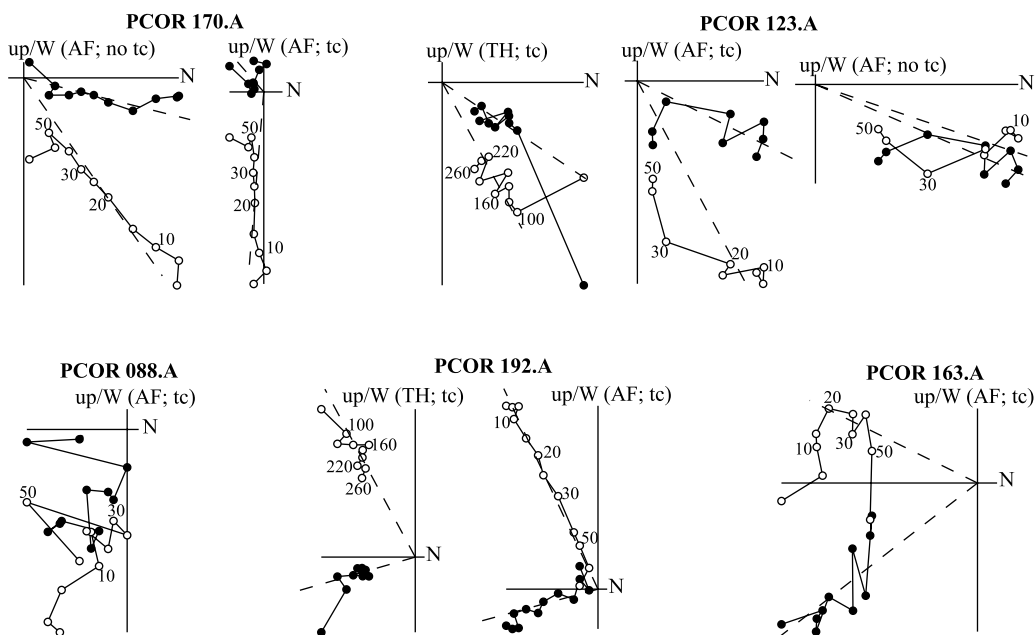 PCOR 170.A
up/W (AF; no tc)
N
50
30
20
10
up/W (AF; tc)
N
50
30
20
10
PCOR 123.A
up/W (TH; tc)
N
220
260
160
100
up/W (AF; tc)
N
50
30
20
10
up/W (AF; no tc)
N
50
10
30
PCOR 088.A
up/W (AF; tc)
N
50
30
10
PCOR 192.A
up/W (TH; tc)
100
160
220
260
N
up/W (AF; tc)
10
20
30
50
N
PCOR 163.A
up/W (AF; tc)
20
30
10
50
N